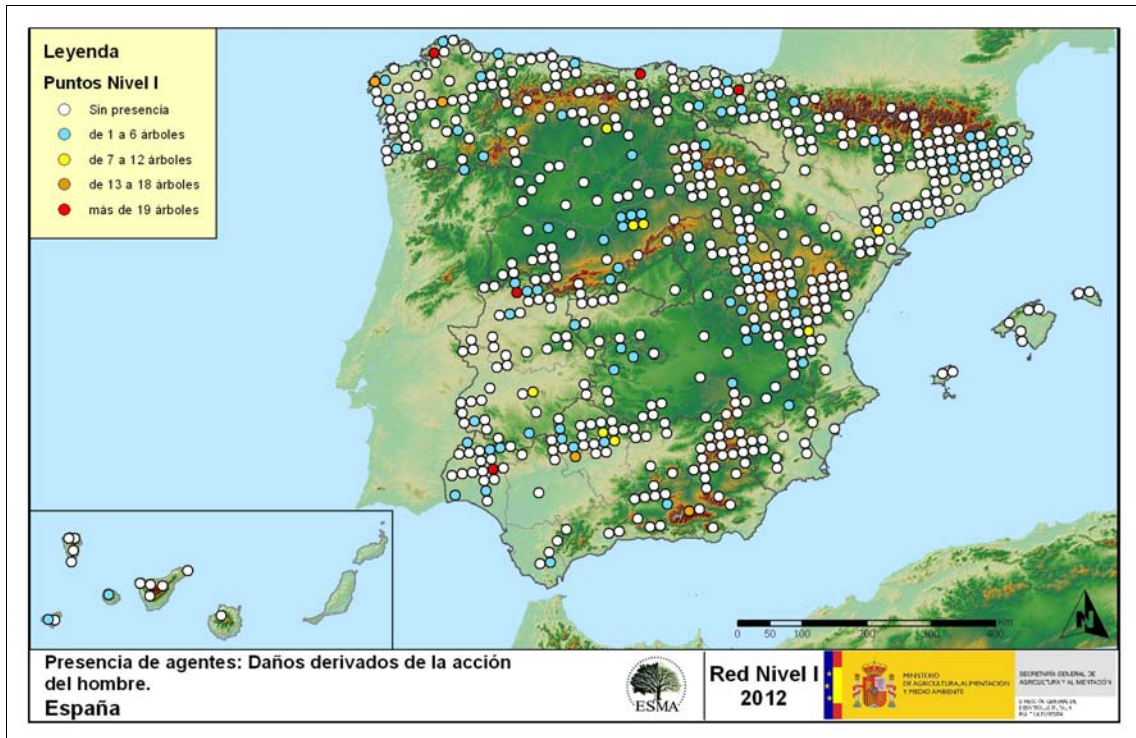 Leyenda
Puntos Nivel I
Sin presencia
de 1 a 6 árboles
de 7 a 12 árboles
de 13 a 18 árboles
más de 19 árboles
Km
0 50 100 200 300 400
N
Presencia de agentes: Daños derivados de la acción
del hombre.
España
ESMA
Red Nivel I
2012
MINISTERIO
DE AGRICULTURA, ALIMENTACIÓN
Y MEDIO AMBIENTE
SECRETARÍA GENERAL DE
AGRICULTURA Y ALIMENTACIÓN